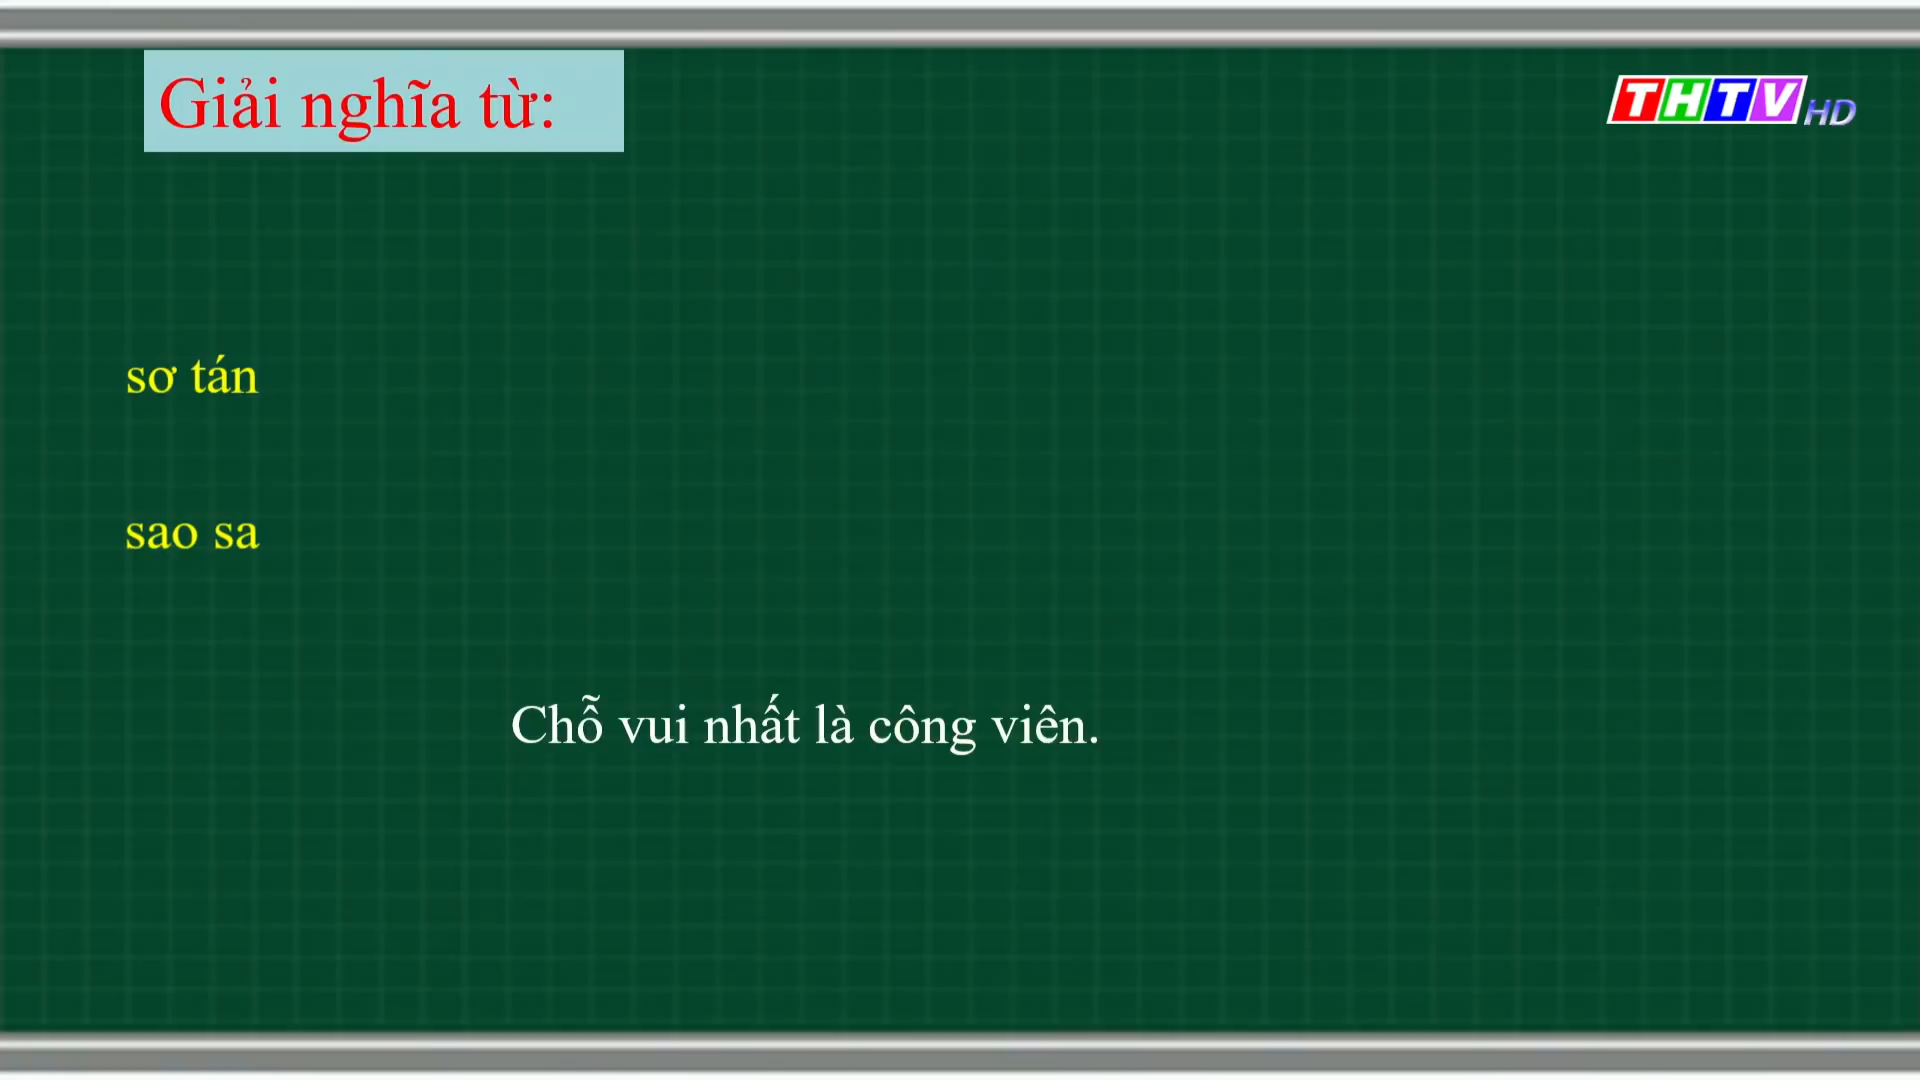 Giải nghĩa từ:
THTV HD
sơ tán
sao sa
Chỗ vui nhất là công viên.